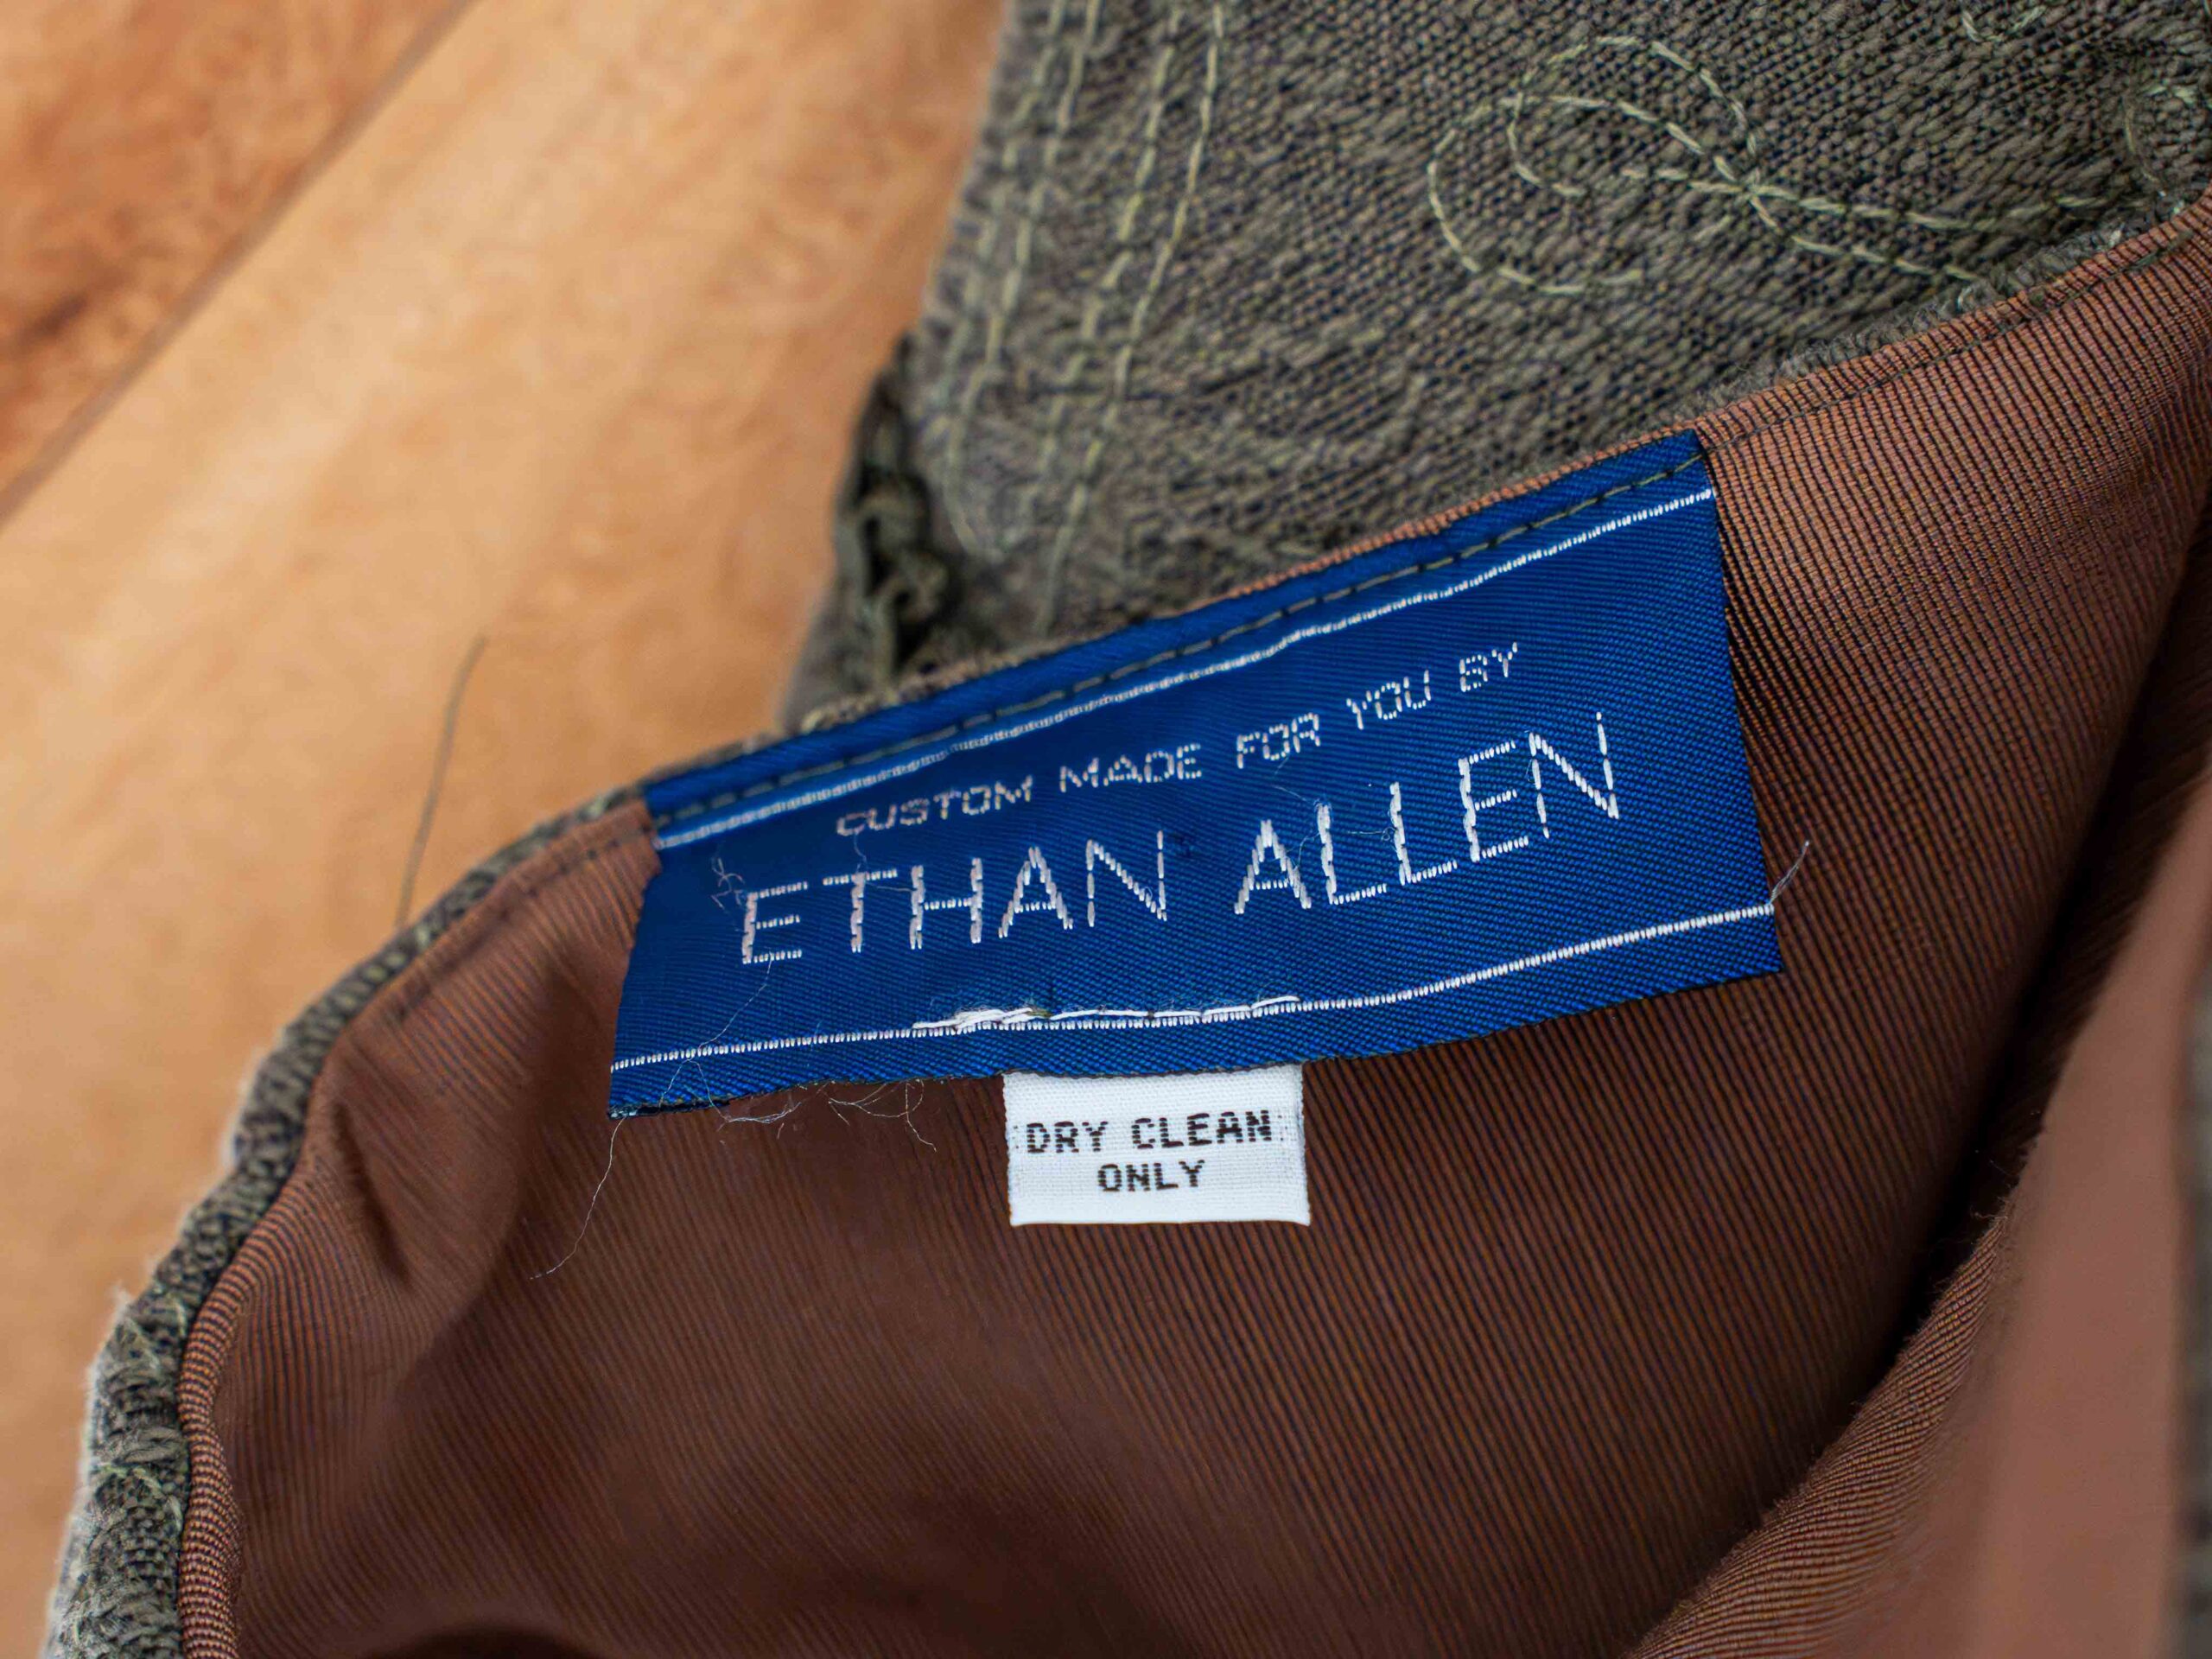 CUSTOM MADE FOR YOU BY
ETHAN ALLEN
DRY CLEAN
ONLY